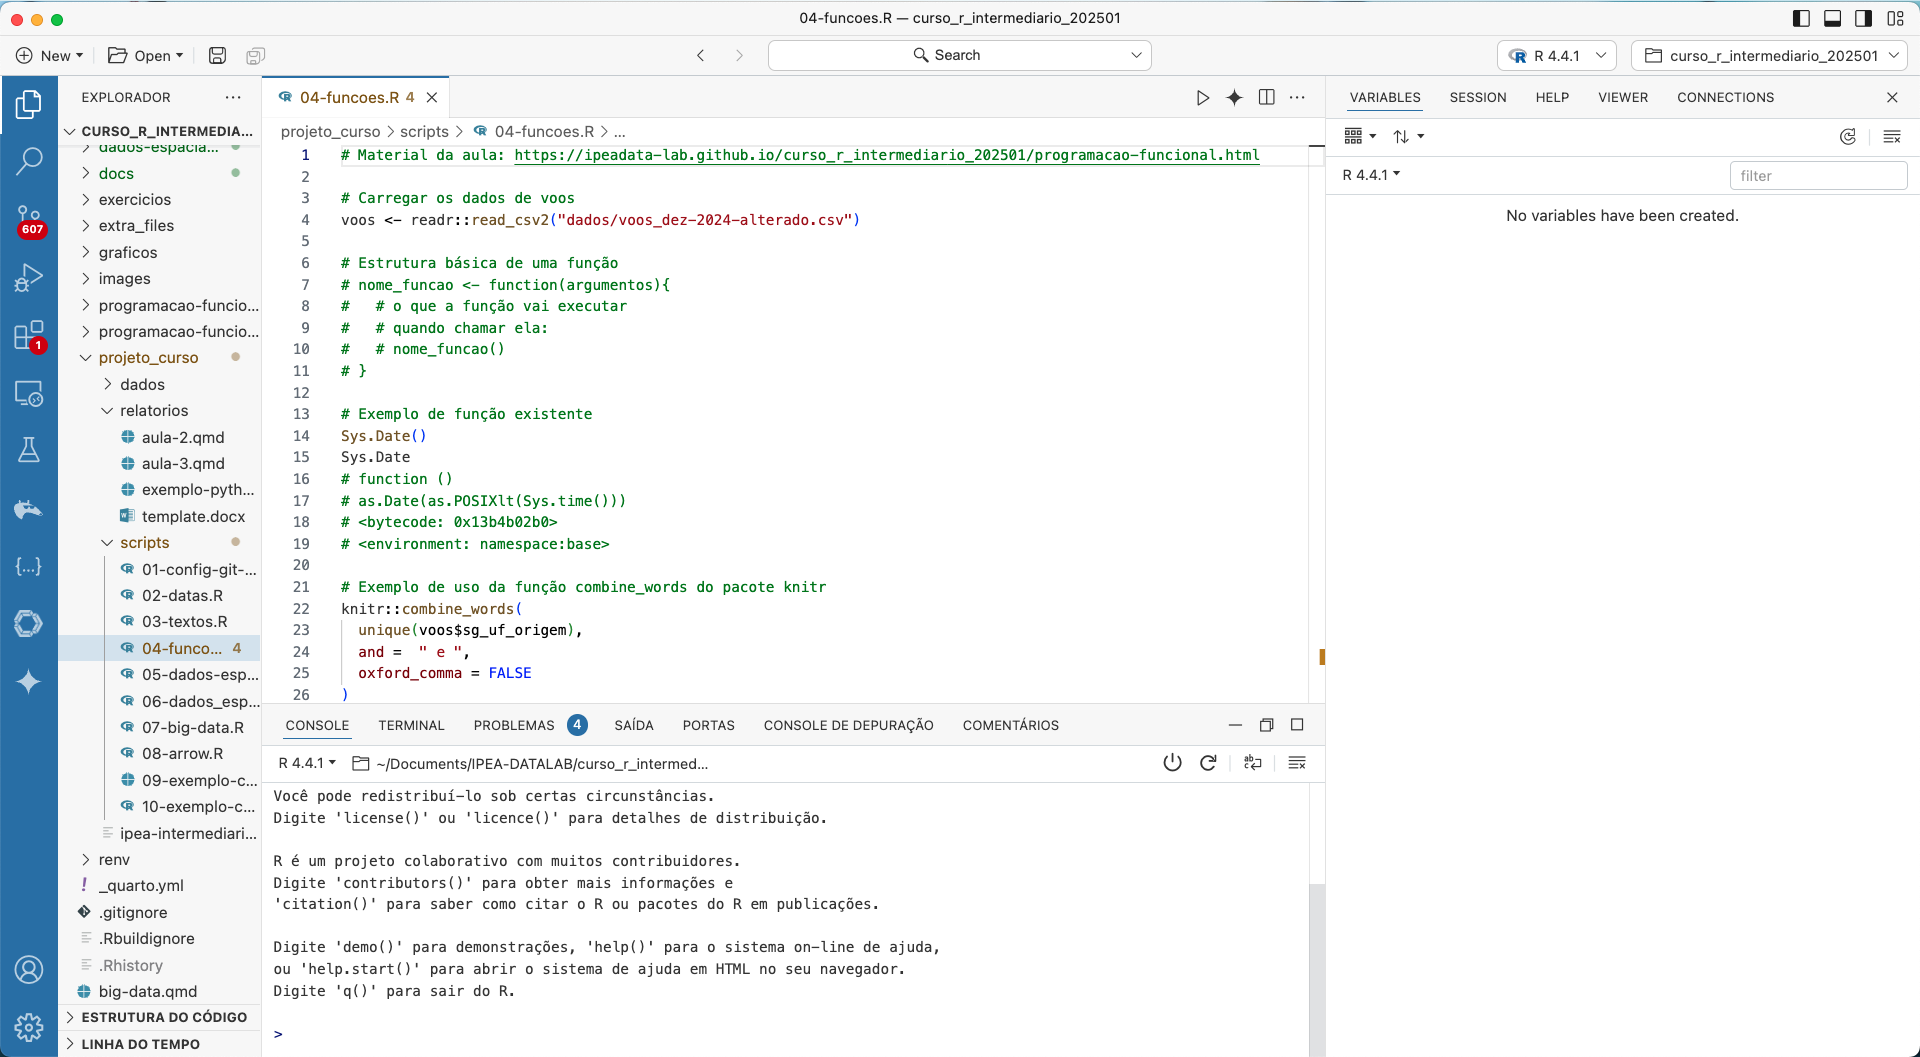 04-funcoes.R — curso_r_intermediario_202501
New
Open
Search
R 4.4.1
curso_r_intermediario_202501
EXPLORADOR
CURSO_R_INTERMEDIA...
dados-espacia...
docs
exercicios
extra_files
graficos
images
programacao-funcio...
programacao-funcio...
projeto_curso
dados
relatorios
aula-2.qmd
aula-3.qmd
exemplo-pyth...
template.docx
scripts
01-config-git-...
02-datas.R
03-textos.R
04-funco... 4
05-dados-esp...
06-dados_esp...
07-big-data.R
08-arrow.R
09-exemplo-c...
10-exemplo-c...
ipea-intermediari...
renv
_quarto.yml
.gitignore
.Rbuildignore
.Rhistory
big-data.qmd
ESTRUTURA DO CÓDIGO
LINHA DO TEMPO
607
1
04-funcoes.R 4
projeto_curso > scripts > 04-funcoes.R > ...
1 # Material da aula: https://ipeadata-lab.github.io/curso_r_intermediario_202501/programacao-funcional.html
2
3 # Carregar os dados de voos
4 voos <- readr::read_csv2("dados/voos_dez-2024-alterado.csv")
5
6 # Estrutura básica de uma função
7 # nome_funcao <- function(argumentos){
8 #   # o que a função vai executar
9 #   # quando chamar ela:
10 #   # nome_funcao()
11 # }
12
13 # Exemplo de função existente
14 Sys.Date()
15 Sys.Date
16 # function ()
17 # as.Date(as.POSIXlt(Sys.time()))
18 # <bytecode: 0x13b4b02b0>
19 # <environment: namespace:base>
20
21 # Exemplo de uso da função combine_words do pacote knitr
22 knitr::combine_words(
23   unique(voos$sg_uf_origem),
24   and =  " e ",
25   oxford_comma = FALSE
26 )
CONSOLE TERMINAL PROBLEMAS 4 SAÍDA PORTAS CONSOLE DE DEPURAÇÃO COMENTÁRIOS
R 4.4.1 ~/Documents/IPEA-DATALAB/curso_r_intermed...
Você pode redistribuí-lo sob certas circunstâncias.
Digite 'license()' ou 'licence()' para detalhes de distribuição.
R é um projeto colaborativo com muitos contribuidores.
Digite 'contributors()' para obter mais informações e
'citation()' para saber como citar o R ou pacotes do R em publicações.
Digite 'demo()' para demonstrações, 'help()' para o sistema on-line de ajuda,
ou 'help.start()' para abrir o sistema de ajuda em HTML no seu navegador.
Digite 'q()' para sair do R.
>
VARIABLES SESSION HELP VIEWER CONNECTIONS
R 4.4.1
filter
No variables have been created.